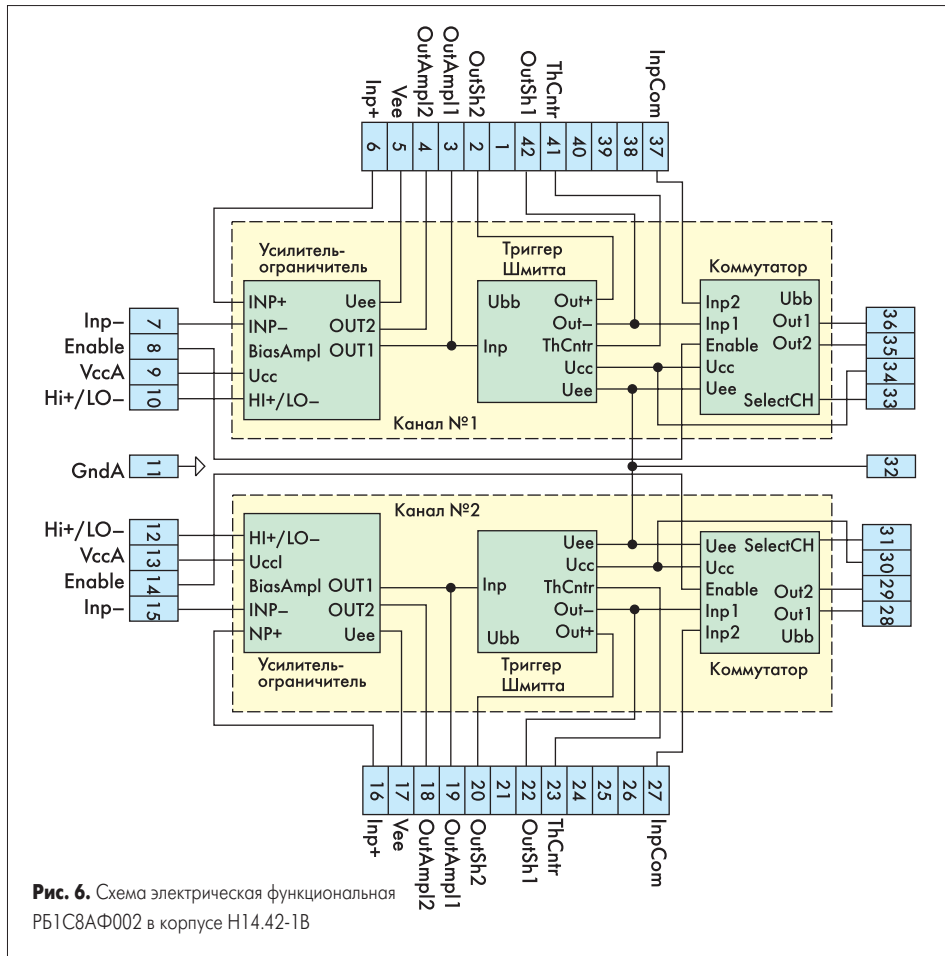 Inp+
Vee
OutAmpl2
OutAmpl1
OutSh2
OutSh1
ThCntr
InpCom
6
5
4
3
2
1
42
41
40
39
38
37
Усилитель-
ограничитель
Триггер
Шмитта
Коммутатор
INP+
Uee
INP–
OUT2
BiasAmpl
OUT1
Ucc
HI+/LO–
Ubb
Out+
Out–
Inp
ThCntr
Ucc
Uee
Inp2
Ubb
Inp1
Out1
Enable
Out2
Ucc
Uee
SelectCH
Inp–
7
Enable
8
VccA
9
Hi+/LO–
10
36
35
34
33
Канал №1
GndA
11
32
Канал №2
Hi+/LO–
12
VccA
13
Enable
14
Inp–
15
HI+/LO–
Uccl
BiasAmpl
OUT1
INP–
OUT2
NP+
Uee
Uee
Ucc
Inp
ThCntr
Out–
Ubb
Out+
Uee
SelectCH
Ucc
Enable
Out2
Inp1
Out1
Inp2
Ubb
31
30
29
28
Усилитель-
ограничитель
Триггер
Шмитта
Коммутатор
16
17
18
19
20
21
22
23
24
25
26
27
Inp+
Vee
OutAmpl2
OutAmpl1
OutSh2
OutSh1
ThCntr
InpCom
Рис. 6. Схема электрическая функциональная
РБ1С8АФ002 в корпусе Н14.42-1В